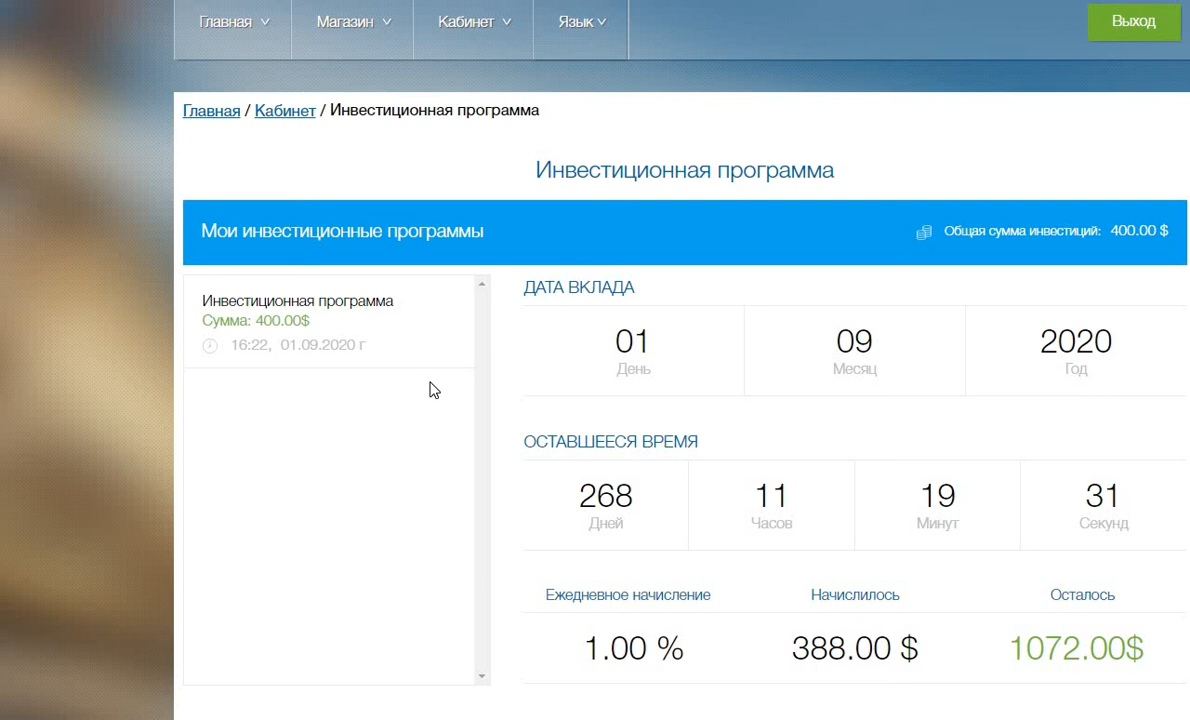 Главная Магазин Кабинет Язык Выход
Главная / Кабинет / Инвестиционная программа
Инвестиционная программа
Мои инвестиционные программы Общая сумма инвестиций: 400.00 $
Инвестиционная программа
Сумма: 400.00$
16:22, 01.09.2020 г
ДАТА ВКЛАДА
01 09 2020
День Месяц Год
ОСТАВШЕЕСЯ ВРЕМЯ
268 11 19 31
Дней Часов Минут Секунд
Ежедневное начисление Начислилось Осталось
1.00 % 388.00 $ 1072.00$